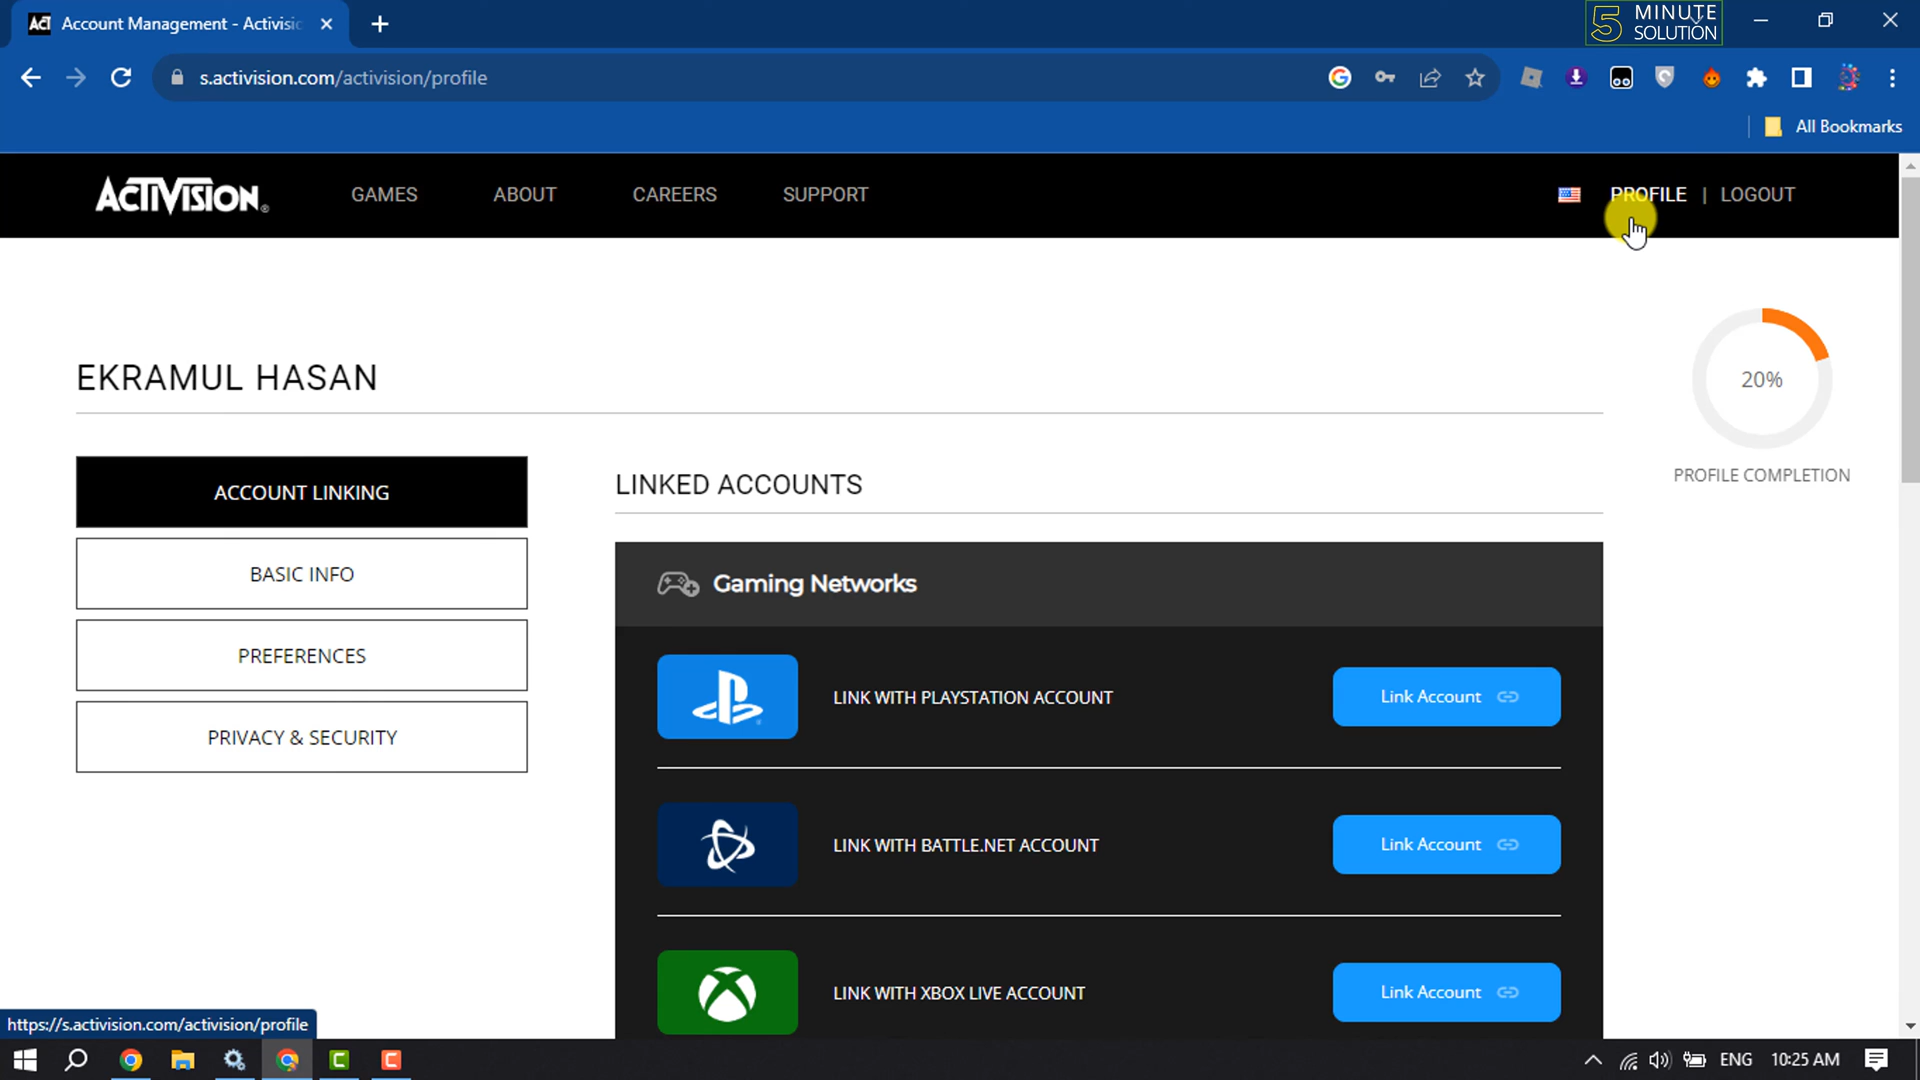 Account Management - Activisi
5 MINUTE
SOLUTION
s.activision.com/activision/profile
All Bookmarks
ACTIVISION®
GAMES
ABOUT
CAREERS
SUPPORT
PROFILE | LOGOUT
EKRAMUL HASAN
20%
PROFILE COMPLETION
ACCOUNT LINKING
BASIC INFO
PREFERENCES
PRIVACY & SECURITY
LINKED ACCOUNTS
Gaming Networks
LINK WITH PLAYSTATION ACCOUNT
Link Account
LINK WITH BATTLE.NET ACCOUNT
Link Account
LINK WITH XBOX LIVE ACCOUNT
Link Account
https://s.activision.com/activision/profile
ENG
10:25 AM